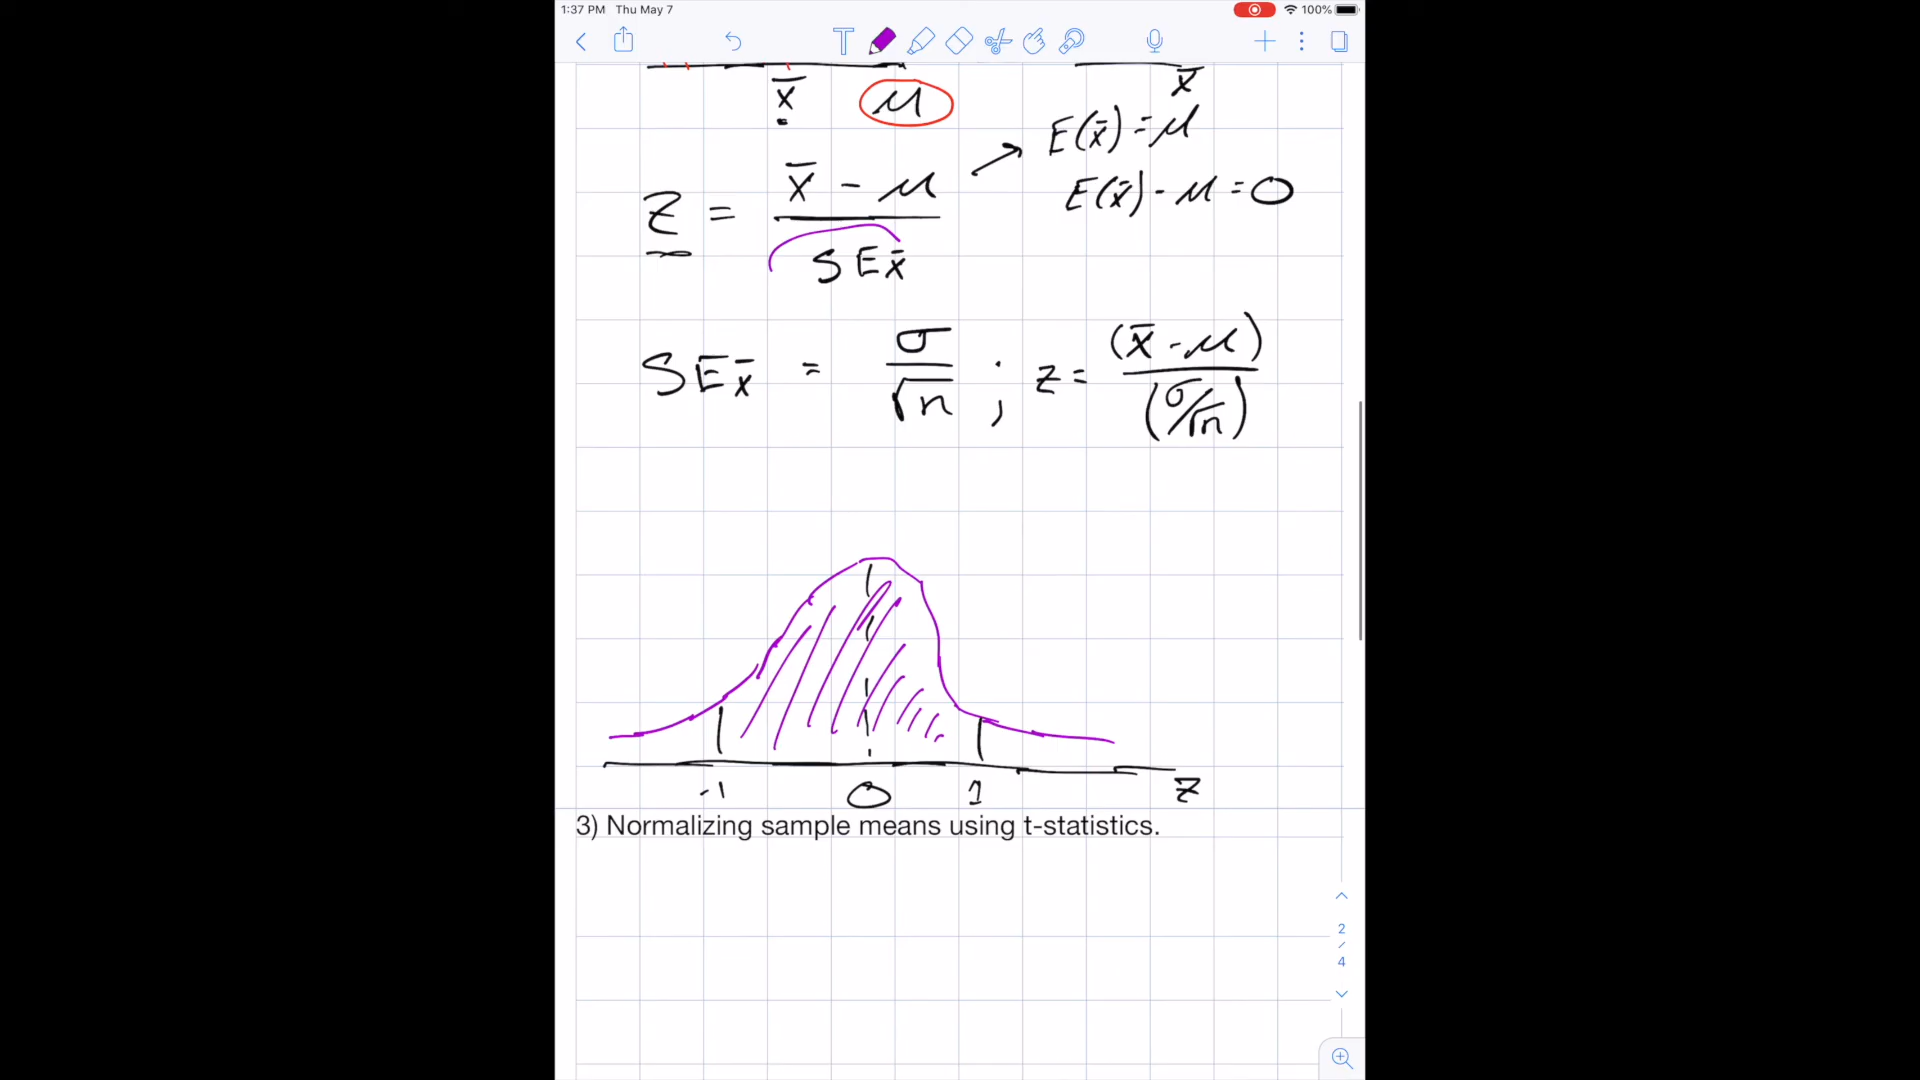 1:37 PM Thu May 7
100%
T
x̄ μ
x̄
E(x̄) = μ
E(x̄) - μ = 0
z = x̄ - μ / SEx̄
SEx̄ = σ / √n ; z = (x̄ - μ) / (σ/√n)
-1 0 1 z
3) Normalizing sample means using t-statistics.
2
/
4